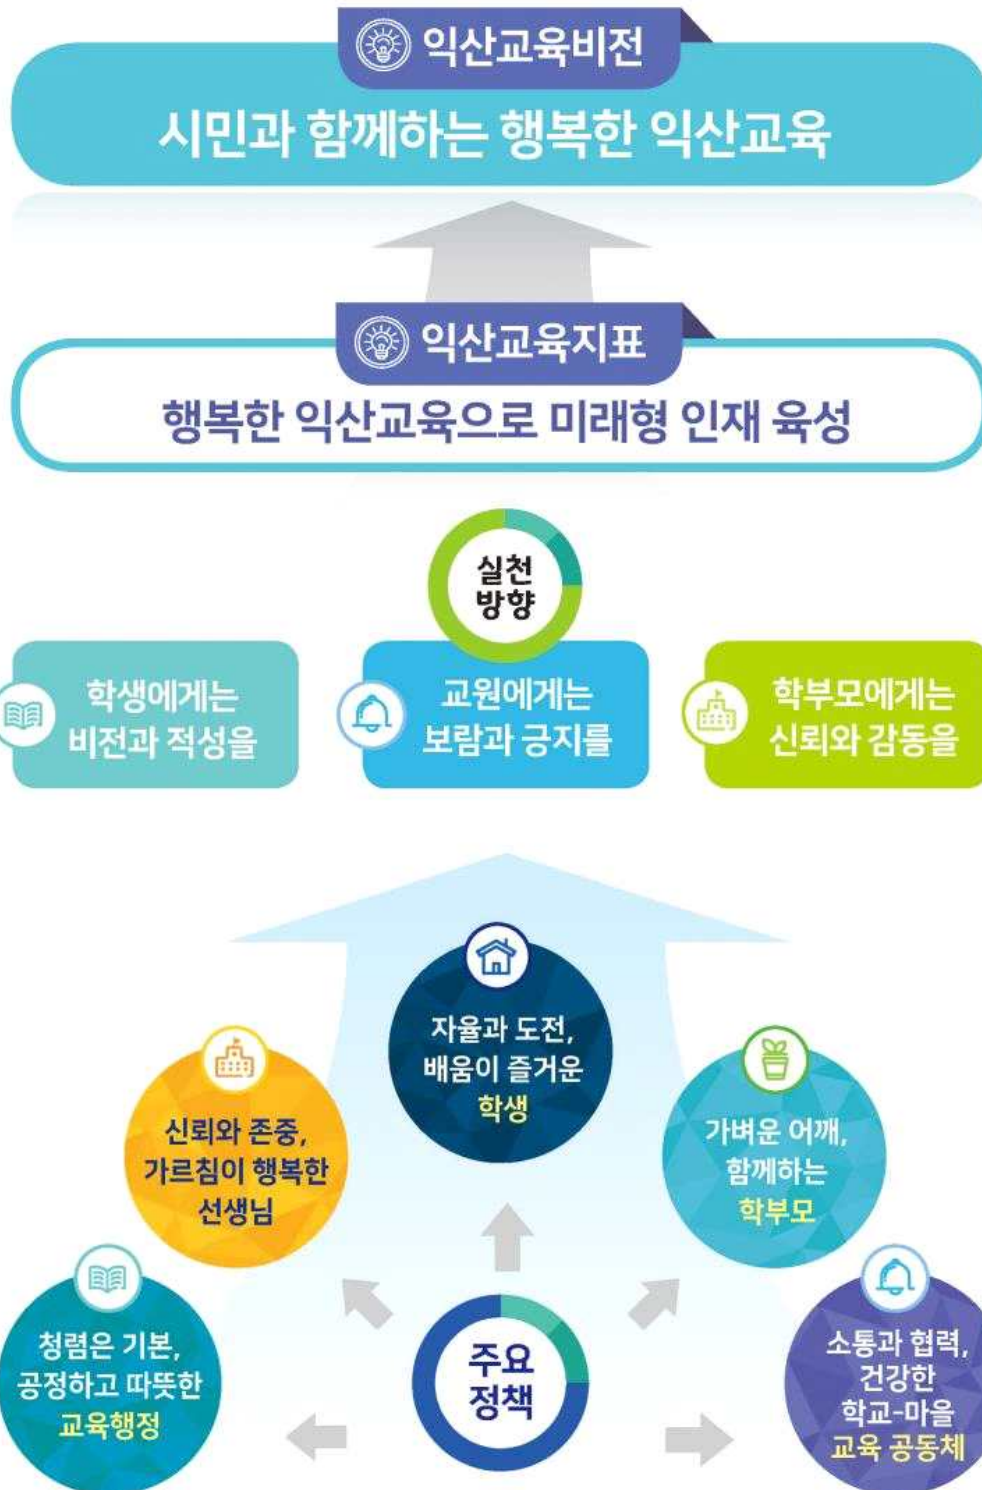 익산교육비전
시민과 함께하는 행복한 익산교육
익산교육지표
행복한 익산교육으로 미래형 인재 육성
실천
방향
학생에게는
비전과 적성을
교원에게는
보람과 긍지를
학부모에게는
신뢰와 감동을
자율과 도전,
배움이 즐거운
학생
신뢰와 존중,
가르침이 행복한
선생님
가벼운 어깨,
함께하는
학부모
청렴은 기본,
공정하고 따뜻한
교육행정
주요
정책
소통과 협력,
건강한
학교-마을
교육 공동체